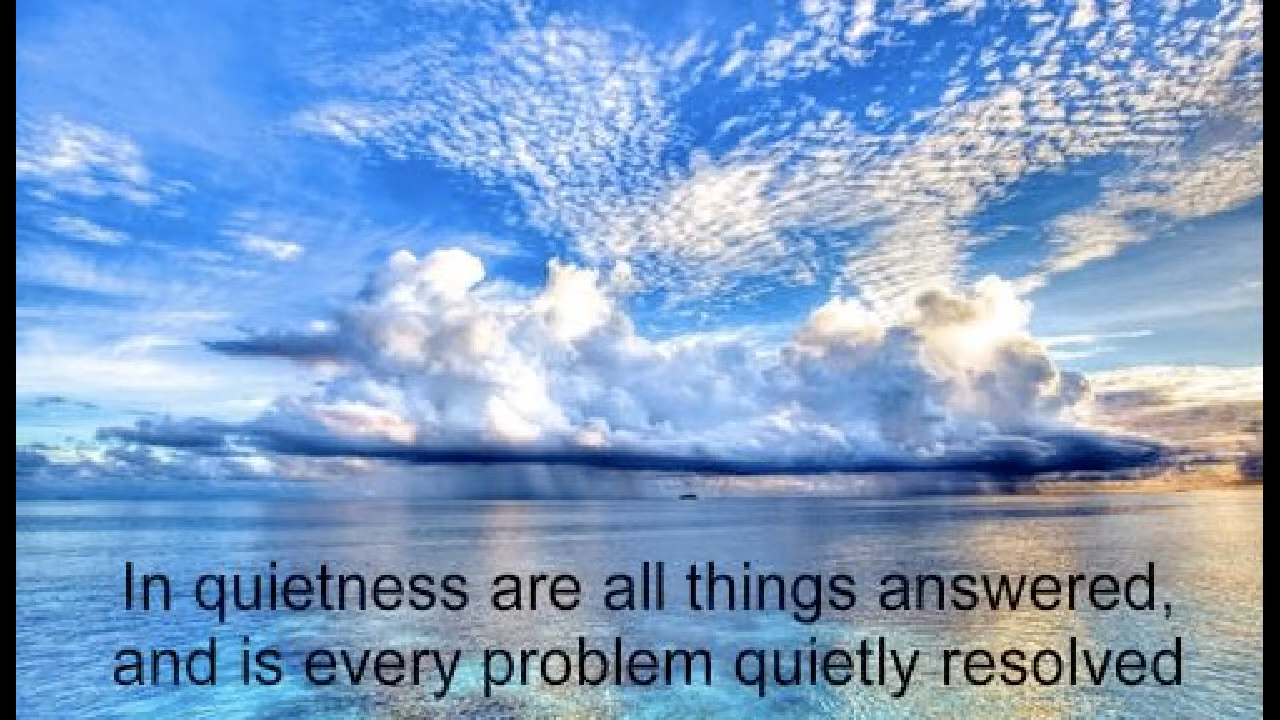 In quietness are all things answered,
and is every problem quietly resolved